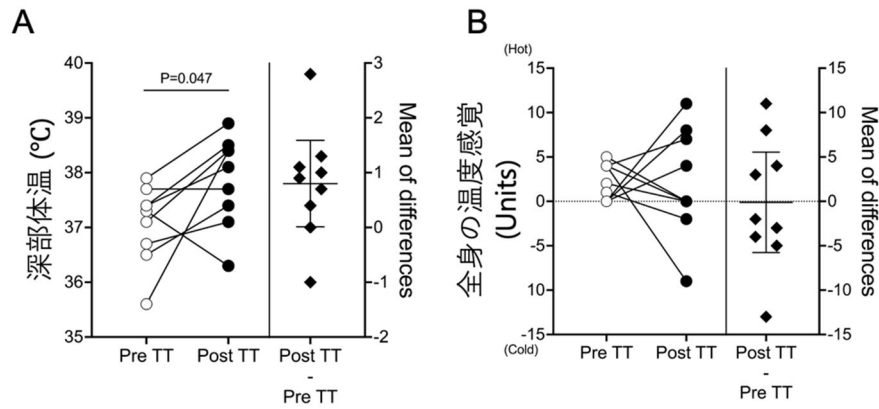 A
深部体温 (℃)
40
39
38
37
36
35
P=0.047
Pre TT
Post TT
Post TT
-
Pre TT
3
2
1
0
-1
-2
Mean of differences
B
全身の温度感覚
(Units)
(Hot)
15
10
5
0
-5
-10
-15
(Cold)
Pre TT
Post TT
Post TT
-
Pre TT
15
10
5
0
-5
-10
-15
Mean of differences